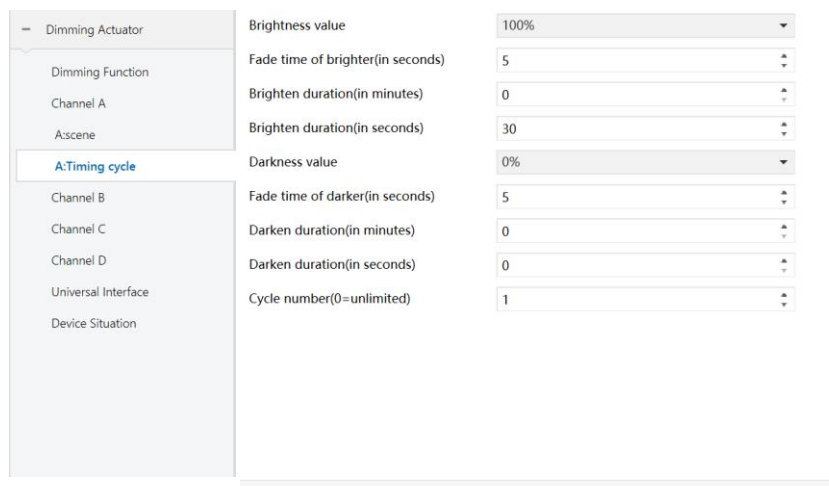 − Dimming Actuator
Dimming Function
Channel A
A:scene
A:Timing cycle
Channel B
Channel C
Channel D
Universal Interface
Device Situation
Brightness value 100%
Fade time of brighter(in seconds) 5
Brighten duration(in minutes) 0
Brighten duration(in seconds) 30
Darkness value 0%
Fade time of darker(in seconds) 5
Darken duration(in minutes) 0
Darken duration(in seconds) 0
Cycle number(0=unlimited) 1